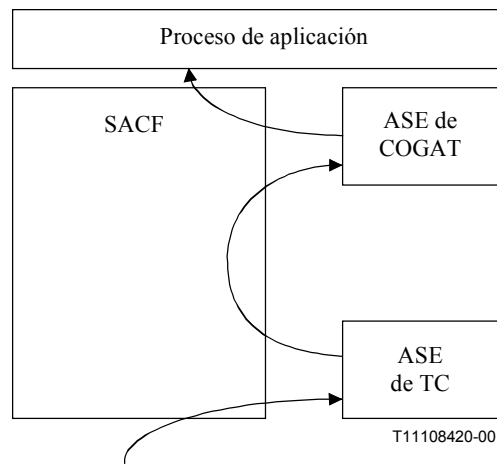 Proceso de aplicación
SACF
ASE de
COGAT
ASE
de TC
T11108420-00